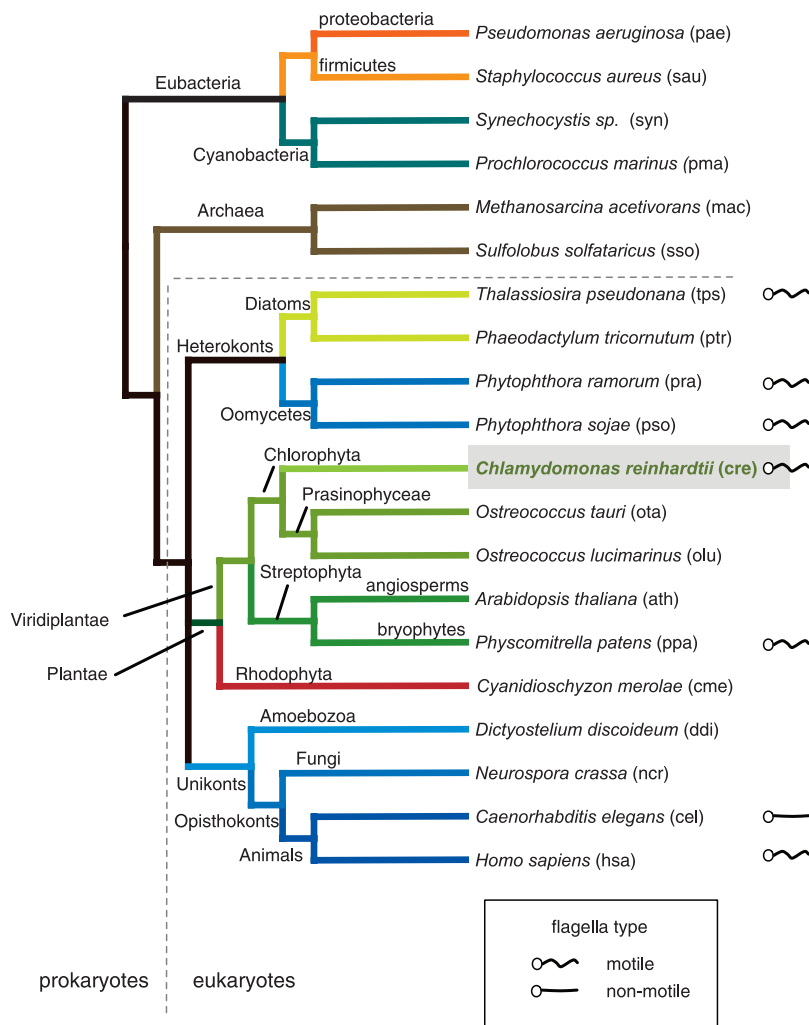 proteobacteria
Pseudomonas aeruginosa (pae)
firmicutes
Eubacteria
Staphylococcus aureus (sau)
Synechocystis sp. (syn)
Cyanobacteria
Prochlorococcus marinus (pma)
Archaea
Methanosarcina acetivorans (mac)
Sulfolobus solfataricus (sso)
Diatoms
Thalassiosira pseudonana (tps)
Heterokonts
Phaeodactylum tricornutum (ptr)
Phytophthora ramorum (pra)
Oomycetes
Phytophthora sojae (pso)
Chlorophyta
Chlamydomonas reinhardtii (cre)
Prasinophyceae
Ostreococcus tauri (ota)
Ostreococcus lucimarinus (olu)
Streptophyta
angiosperms
Arabidopsis thaliana (ath)
Viridiplantae
bryophytes
Physcomitrella patens (ppa)
Plantae
Rhodophyta
Cyanidioschyzon merolae (cme)
Amoebozoa
Dictyostelium discoideum (ddi)
Fungi
Neurospora crassa (ncr)
Unikonts
Opisthokonts
Caenorhabditis elegans (cel)
Animals
Homo sapiens (hsa)
flagella type
motile
non-motile
prokaryotes
eukaryotes